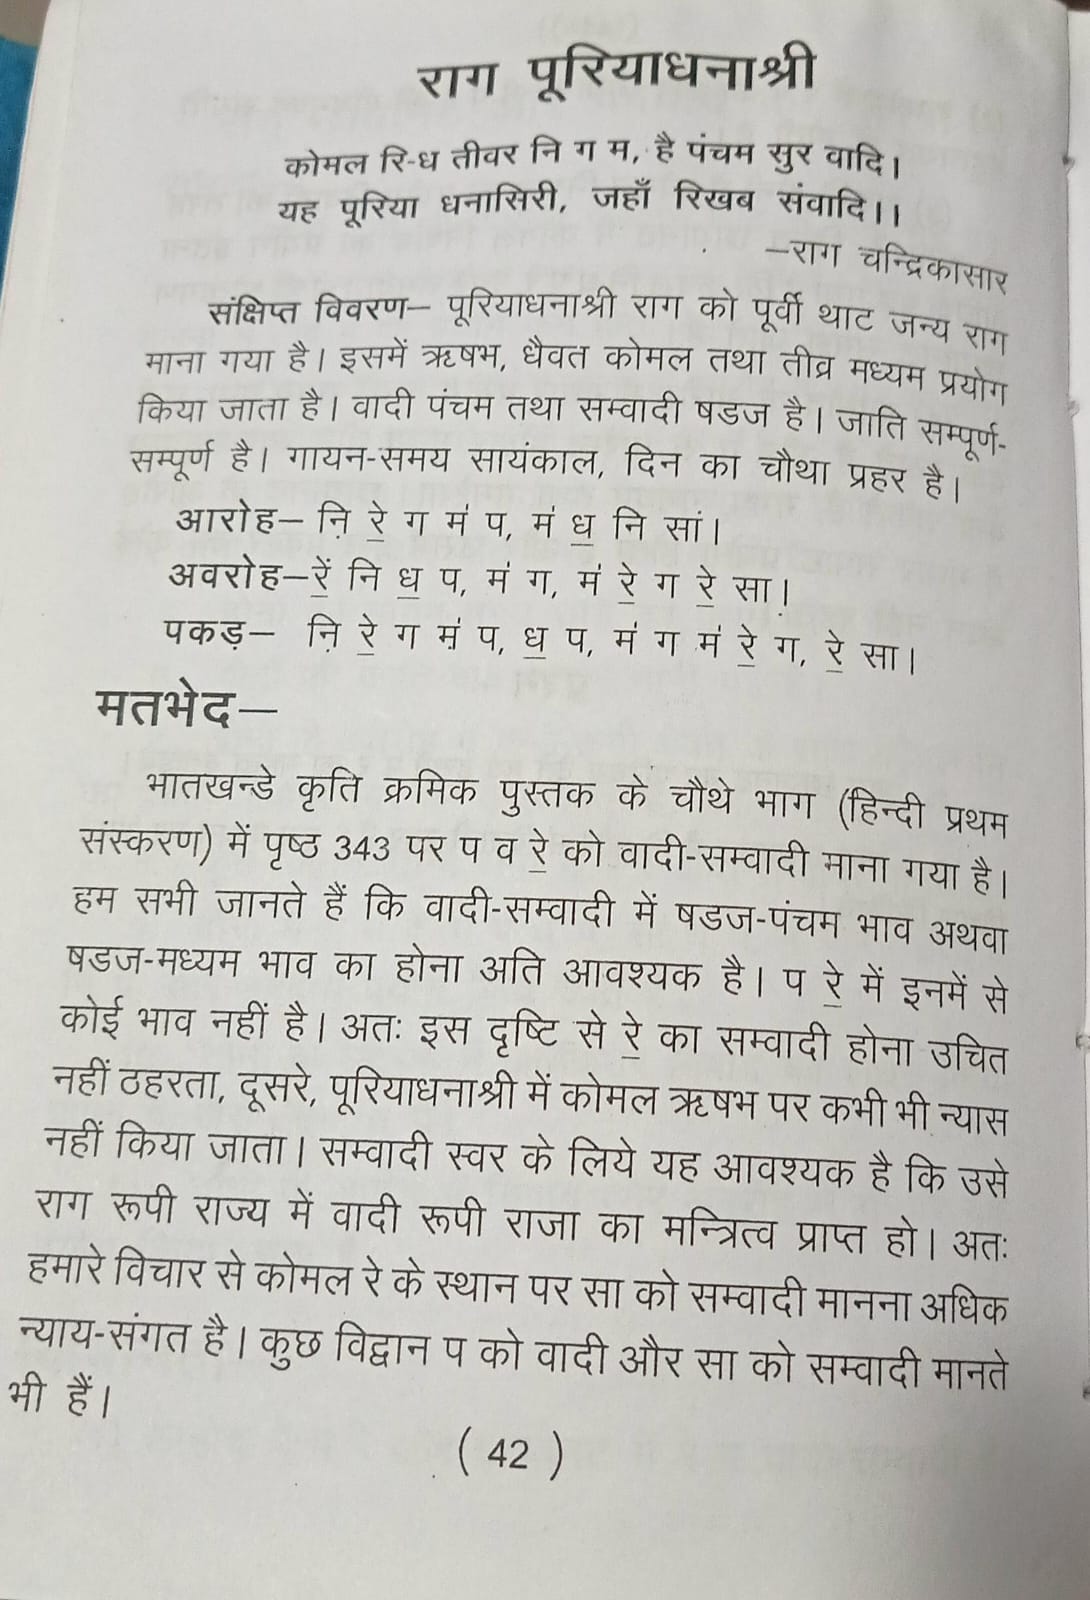 राग पूरियाधनाश्री
कोमल रि-ध तीवर नि ग म, है पंचम सुर वादि।
यह पूरिया धनासिरी, जहाँ रिखब संवादि।।
–राग चन्द्रिकासार
संक्षिप्त विवरण– पूरियाधनाश्री राग को पूर्वी थाट जन्य राग
माना गया है। इसमें ऋषभ, धैवत कोमल तथा तीव्र मध्यम प्रयोग
किया जाता है। वादी पंचम तथा सम्वादी षडज है। जाति सम्पूर्ण-
सम्पूर्ण है। गायन-समय सायंकाल, दिन का चौथा प्रहर है।
आरोह– ऩि रे॒ ग मं प, मं ध॒ नि सां।
अवरोह–रें॒ नि ध॒ प, मं ग, मं रे॒ ग रे॒ सा।
पकड़– ऩि रे॒ ग मं प, ध॒ प, मं ग मं रे॒ ग, रे॒ सा।
मतभेद–
भातखन्डे कृति क्रमिक पुस्तक के चौथे भाग (हिन्दी प्रथम
संस्करण) में पृष्ठ 343 पर प व रे॒ को वादी-सम्वादी माना गया है।
हम सभी जानते हैं कि वादी-सम्वादी में षडज-पंचम भाव अथवा
षडज-मध्यम भाव का होना अति आवश्यक है। प रे॒ में इनमें से
कोई भाव नहीं है। अतः इस दृष्टि से रे॒ का सम्वादी होना उचित
नहीं ठहरता, दूसरे, पूरियाधनाश्री में कोमल ऋषभ पर कभी भी न्यास
नहीं किया जाता। सम्वादी स्वर के लिये यह आवश्यक है कि उसे
राग रूपी राज्य में वादी रूपी राजा का मन्त्रित्व प्राप्त हो। अतः
हमारे विचार से कोमल रे के स्थान पर सा को सम्वादी मानना अधिक
न्याय-संगत है। कुछ विद्वान प को वादी और सा को सम्वादी मानते
भी हैं।
( 42 )